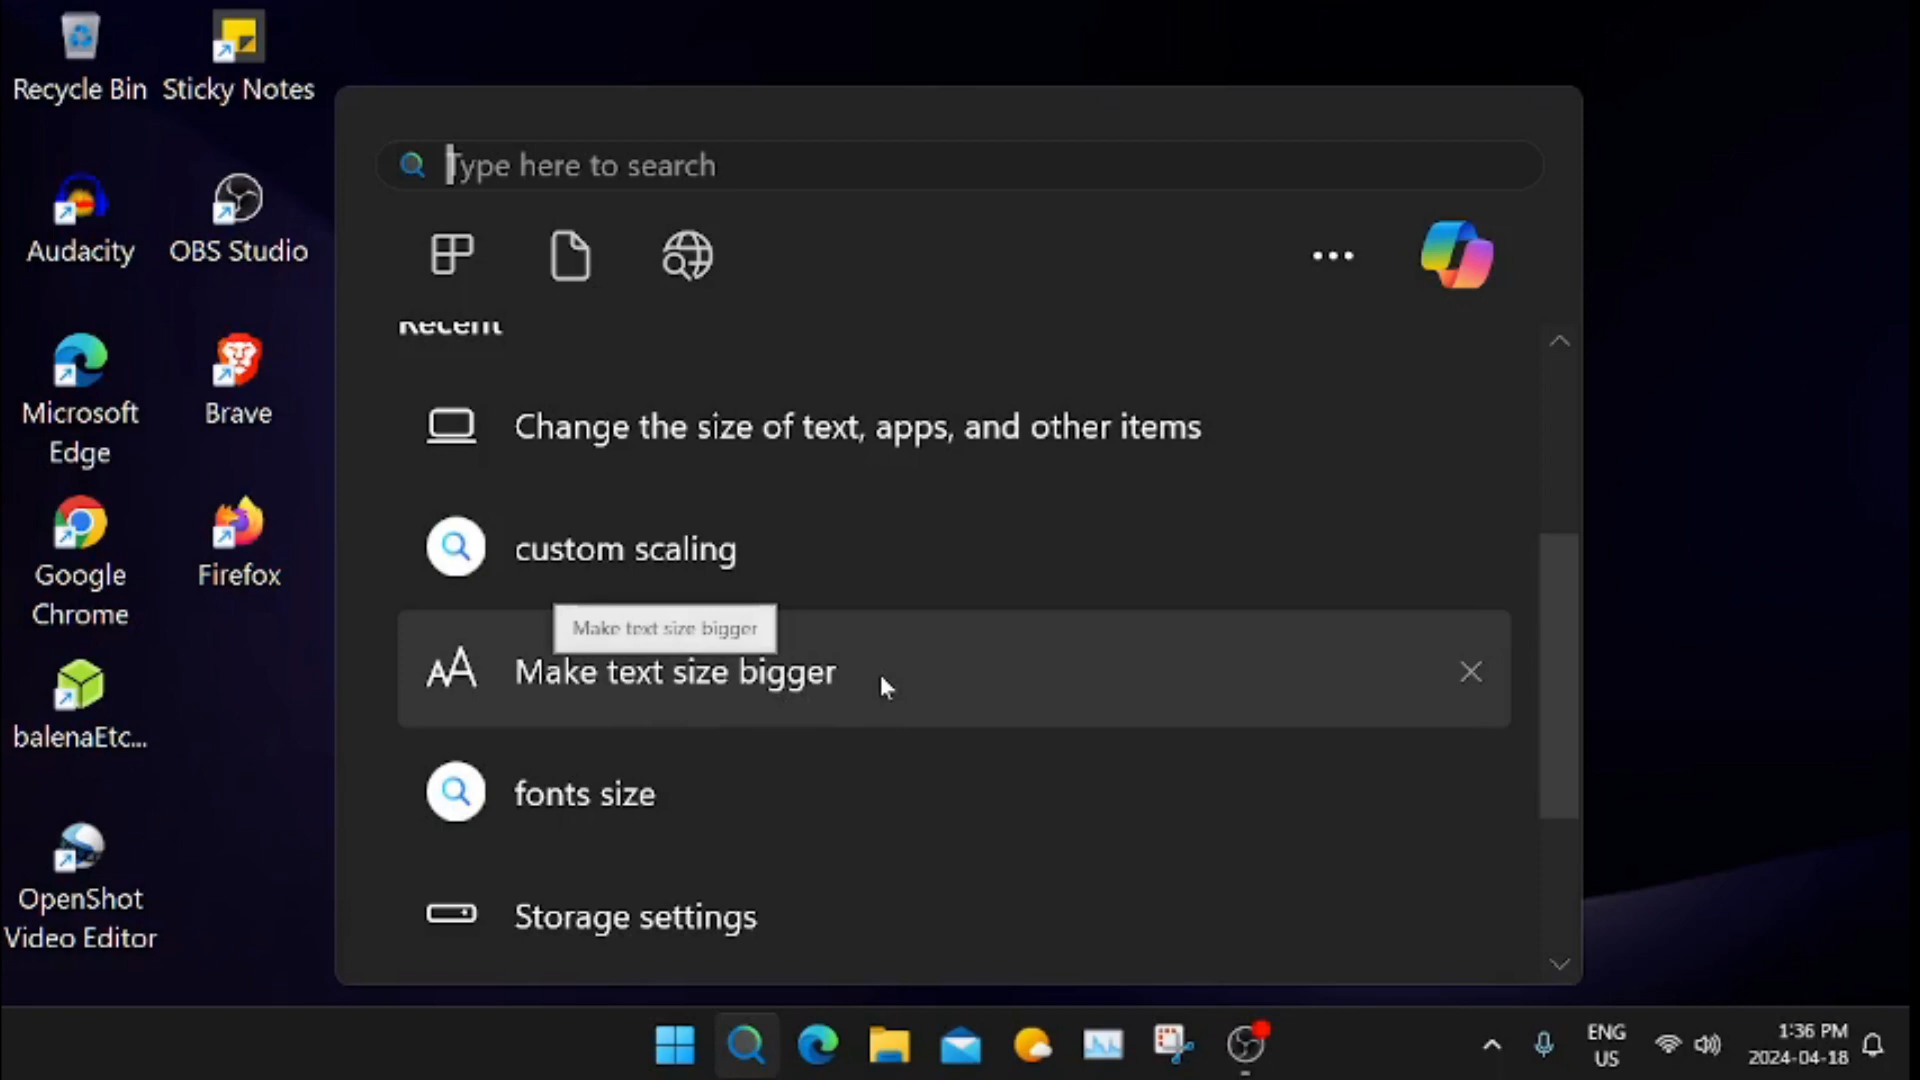 Recycle Bin
Sticky Notes
Audacity
OBS Studio
Microsoft
Edge
Brave
Google
Chrome
Firefox
balenaEtc...
OpenShot
Video Editor
Type here to search
Recent
Change the size of text, apps, and other items
custom scaling
Make text size bigger
Make text size bigger
fonts size
Storage settings
ENG
US
1:36 PM
2024-04-18